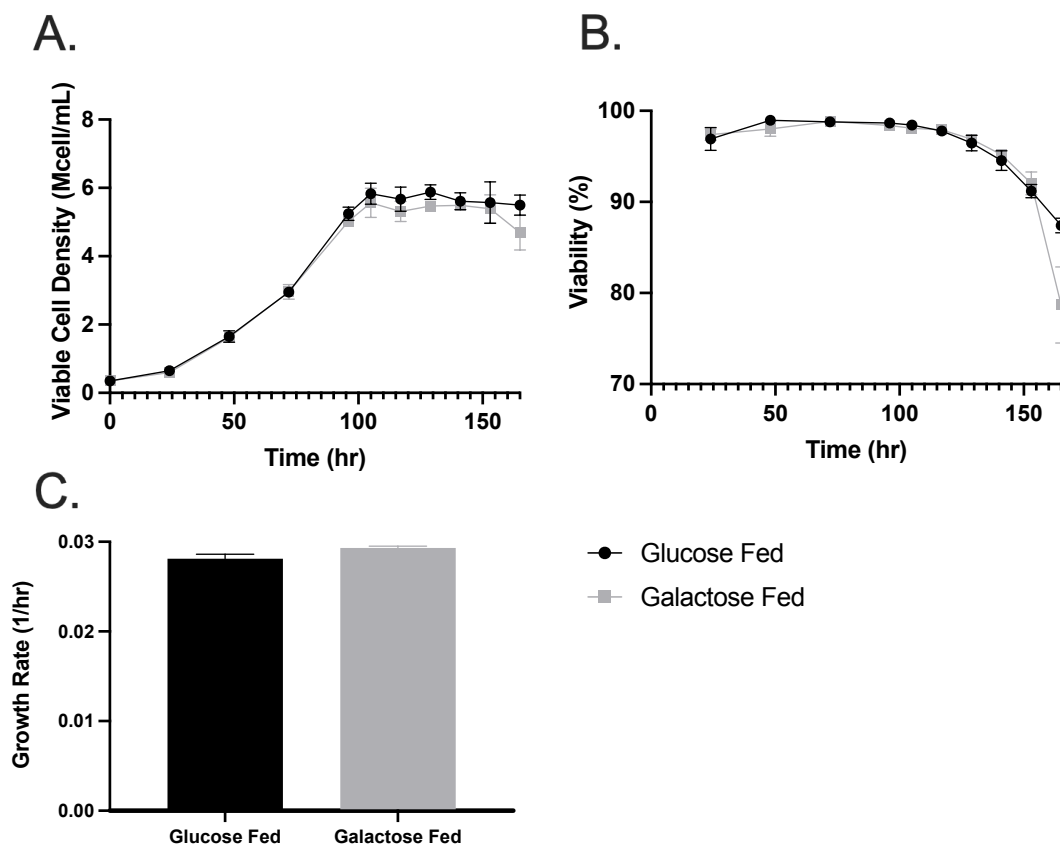 A.
Viable Cell Density (Mcell/mL)
8
6
4
2
0
0
50
100
150
Time (hr)
B.
Viability (%)
100
90
80
70
0
50
100
150
Time (hr)
C.
Growth Rate (1/hr)
0.03
0.02
0.01
0.00
Glucose Fed
Galactose Fed
Glucose Fed
Galactose Fed